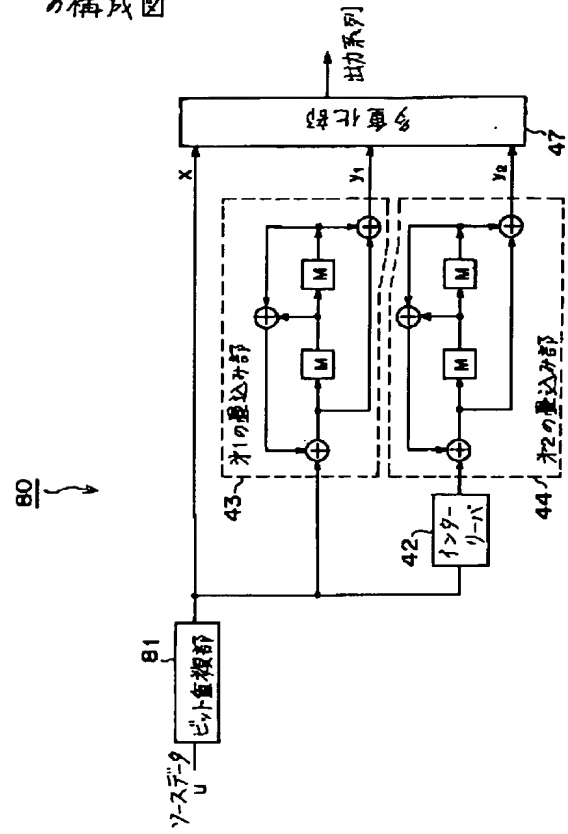 の構成図
80
ソースデータ
u
81
ビット重複部
x
43
第1の畳込み部
M
M
y1
42
インターリーバ
44
第2の畳込み部
M
M
y2
多重化部
47
出力系列